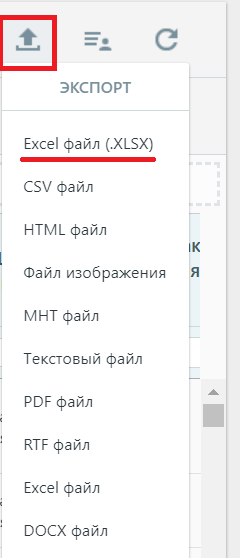 ЭКСПОРТ
Excel файл (.XLSX)
CSV файл
HTML файл
Файл изображения
MHT файл
Текстовый файл
PDF файл
RTF файл
Excel файл
DOCX файл